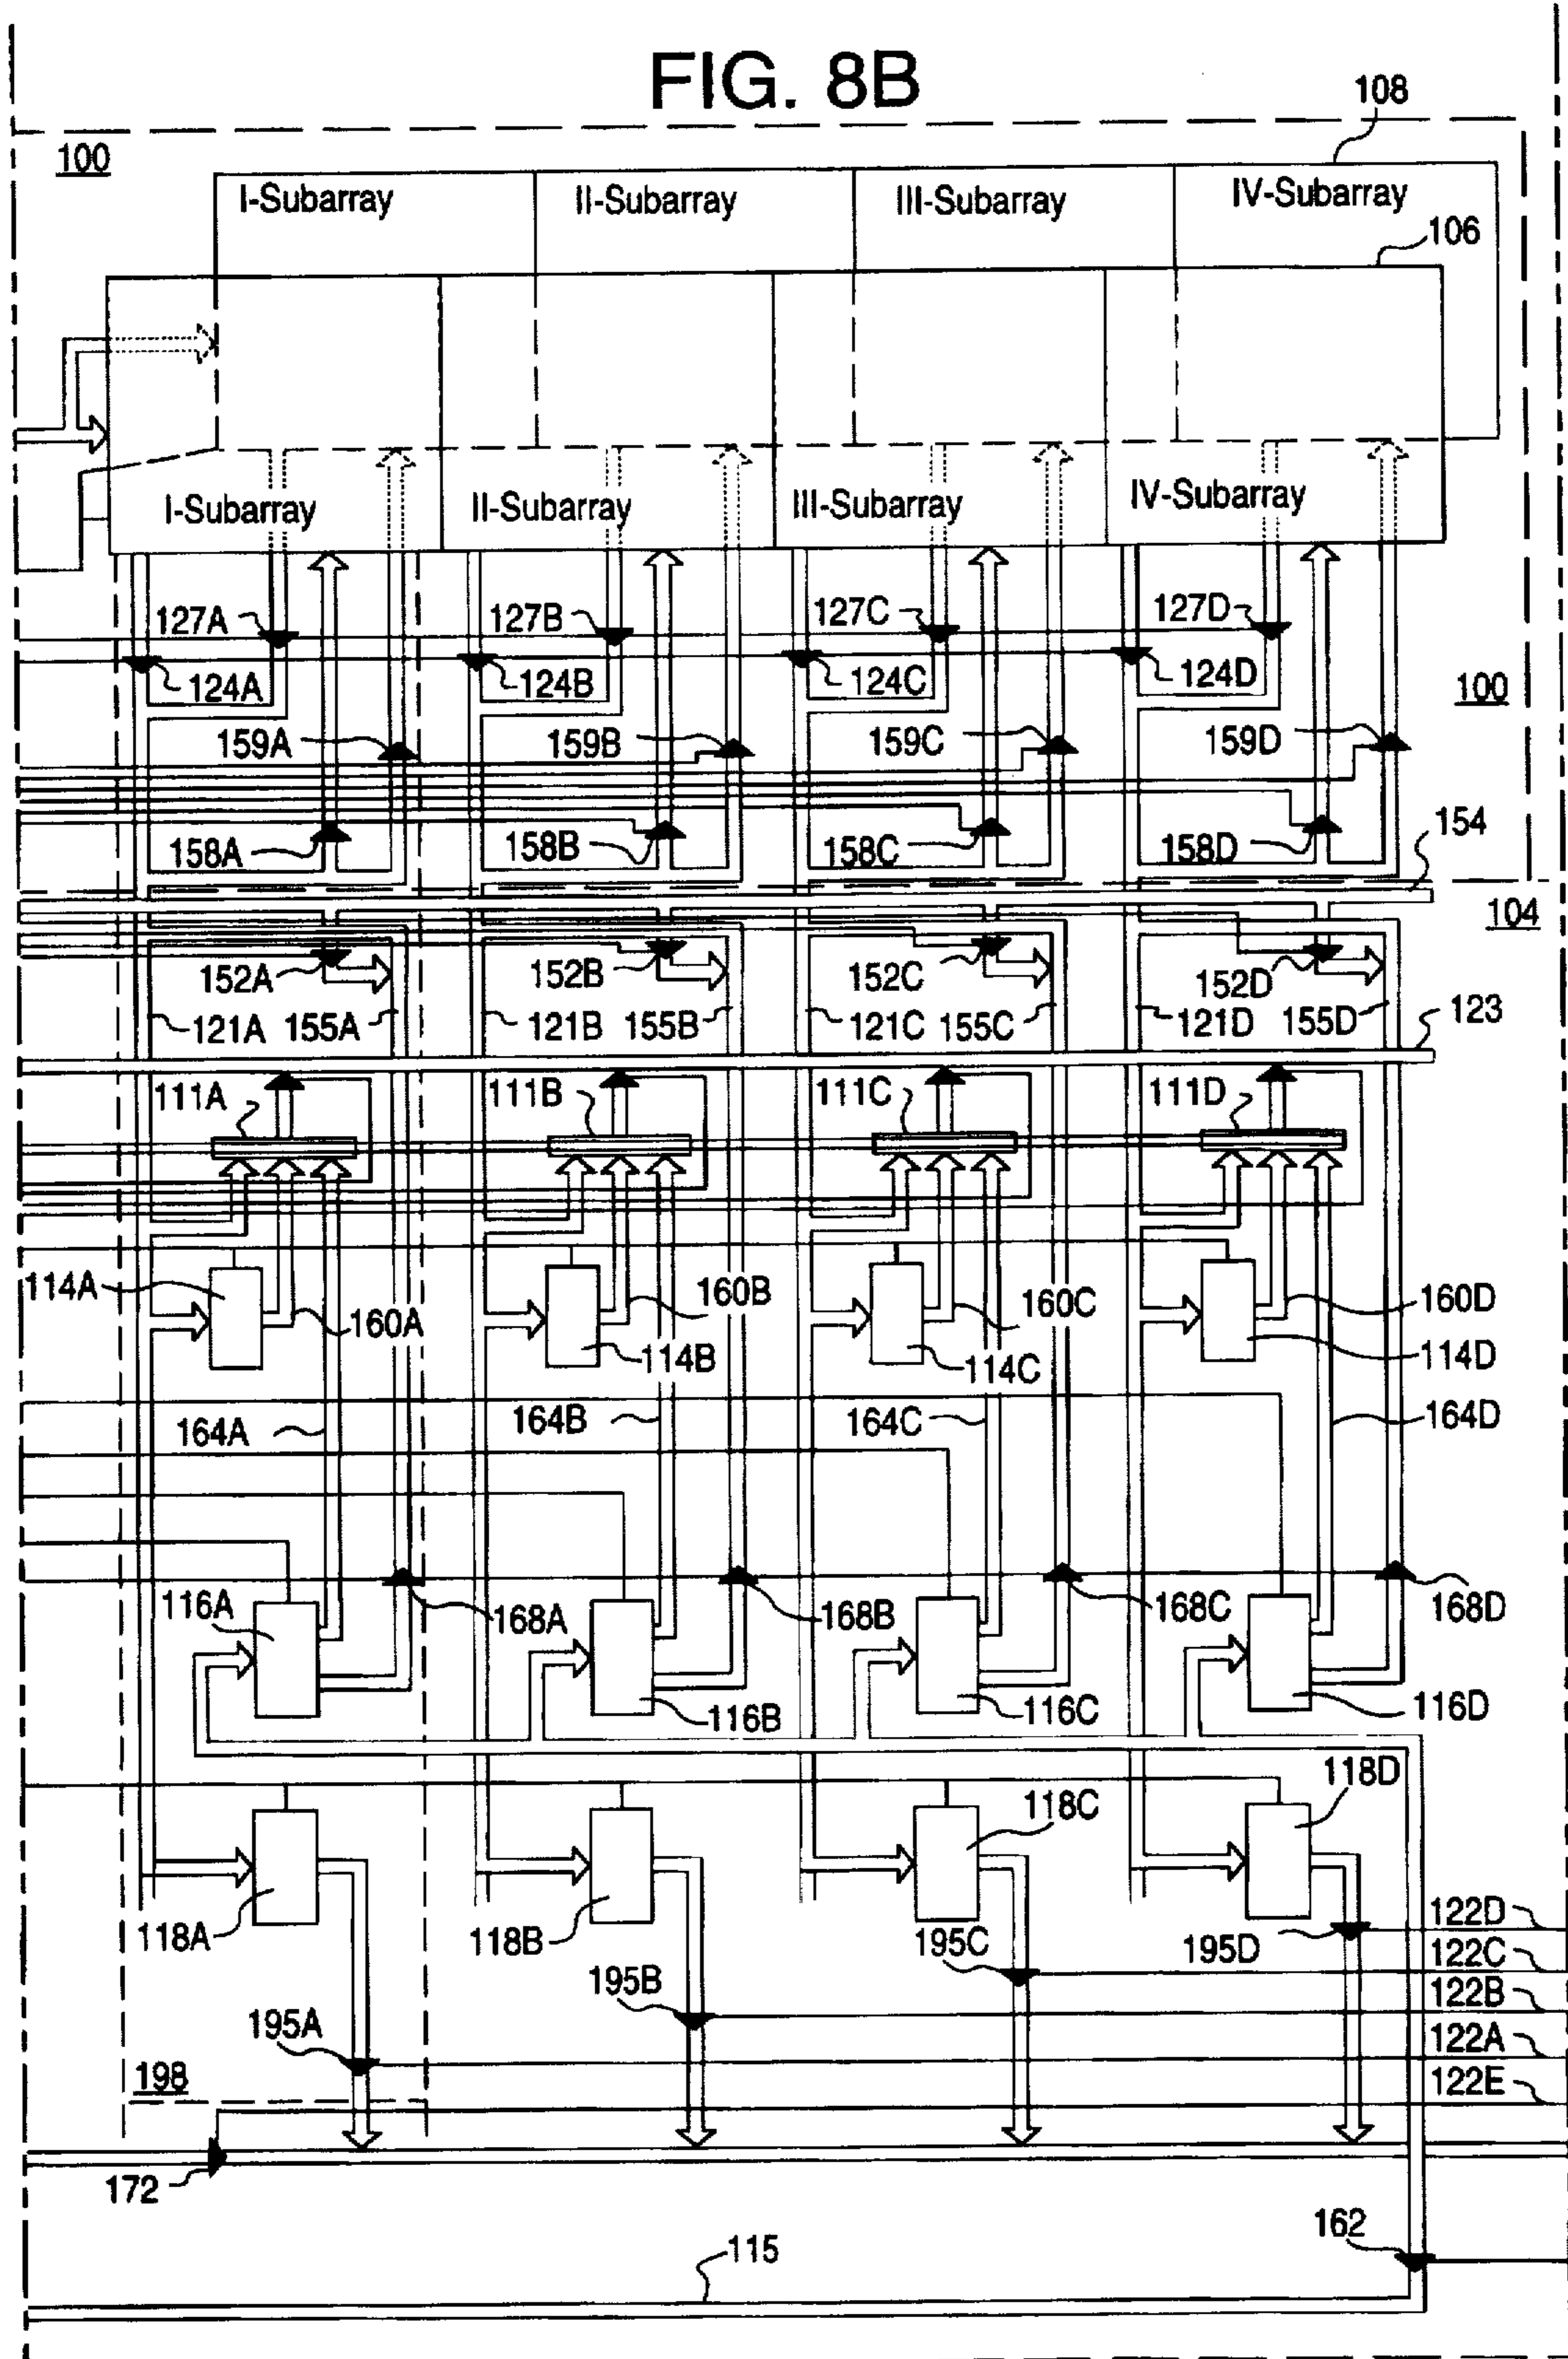 FIG. 8B
108
100
I-Subarray II-Subarray III-Subarray IV-Subarray
106
I-Subarray II-Subarray III-Subarray IV-Subarray
127A 127B 127C 127D
124A 124B 124C 124D
100
159A 159B 159C 159D
154
158A 158B 158C 158D
104
152A 152B 152C 152D
121A 155A 121B 155B 121C 155C 121D 155D 123
111A 111B 111C 111D
114A 160A 160B 160C 160D
114B 114C 114D
164A 164B 164C 164D
116A 168A 168B 168C 168D
116B 116C 116D
118D
118C
118A 118B 195C 195D 122D
122C
195B 122B
195A 122A
198 122E
172
162
115